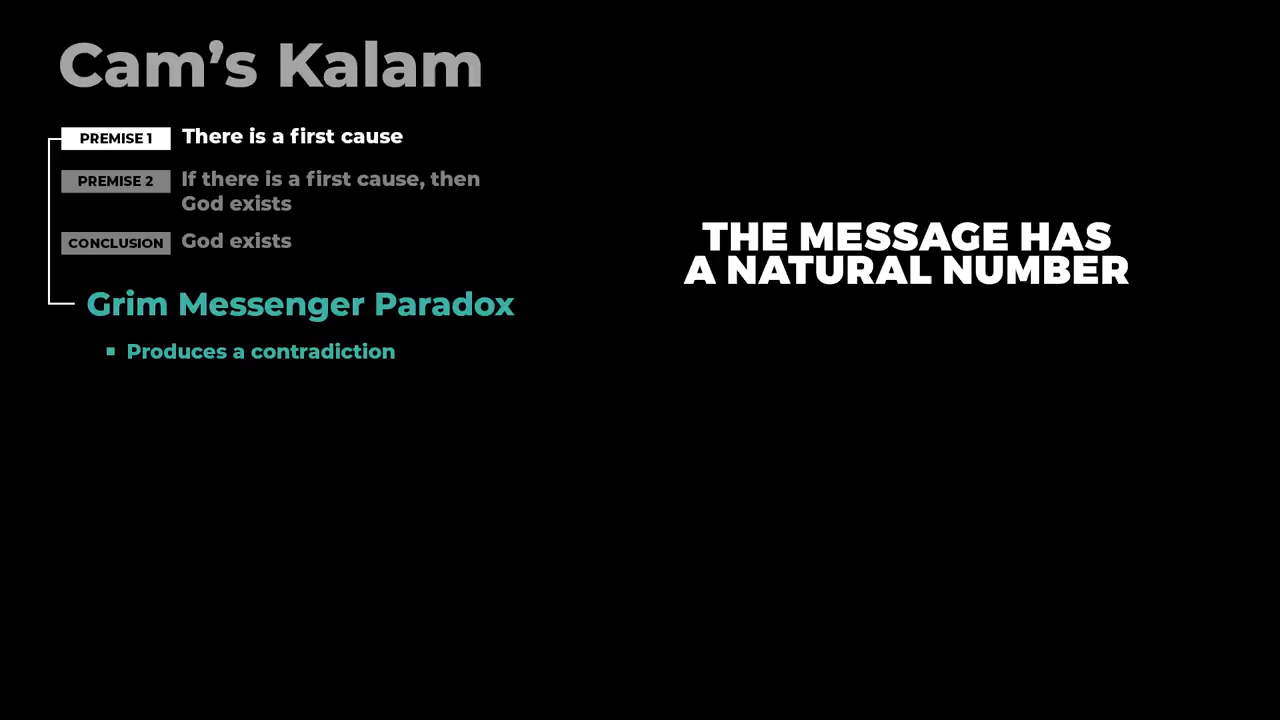 Cam's Kalam
PREMISE 1 There is a first cause
PREMISE 2 If there is a first cause, then
God exists
CONCLUSION God exists
Grim Messenger Paradox
Produces a contradiction
THE MESSAGE HAS
A NATURAL NUMBER